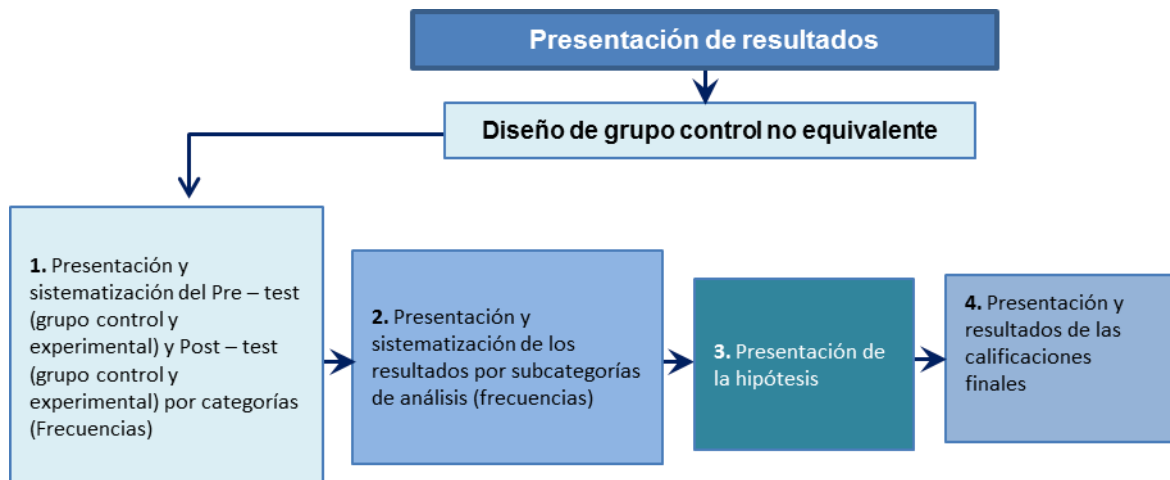 Presentación de resultados
Diseño de grupo control no equivalente
1. Presentación y
sistematización del Pre – test
(grupo control y
experimental) y Post – test
(grupo control y
experimental) por categorías
(Frecuencias)
2. Presentación y
sistematización de los
resultados por subcategorías
de análisis (frecuencias)
3. Presentación de
la hipótesis
4. Presentación y
resultados de las
calificaciones
finales